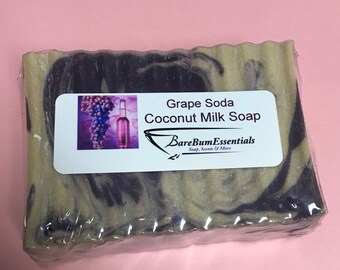 Grape Soda
Coconut Milk Soap
BareBumEssentials
Soap, Scents & More